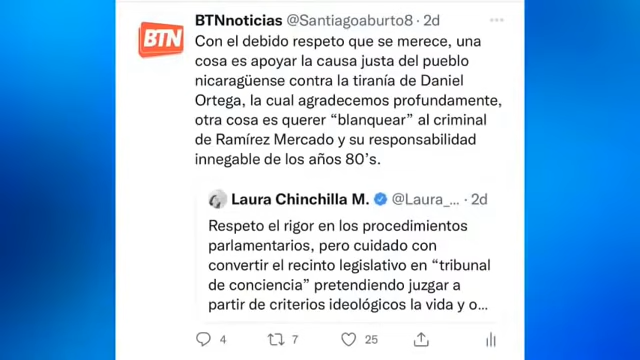 BTNnoticias @Santiagoaburto8 · 2d
BTN
Con el debido respeto que se merece, una
cosa es apoyar la causa justa del pueblo
nicaragüense contra la tiranía de Daniel
Ortega, la cual agradecemos profundamente,
otra cosa es querer “blanquear” al criminal
de Ramírez Mercado y su responsabilidad
innegable de los años 80’s.
Laura Chinchilla M. @Laura_... · 2d
Respeto el rigor en los procedimientos
parlamentarios, pero cuidado con
convertir el recinto legislativo en “tribunal
de conciencia” pretendiendo juzgar a
partir de criterios ideológicos la vida y o...
4 7 25